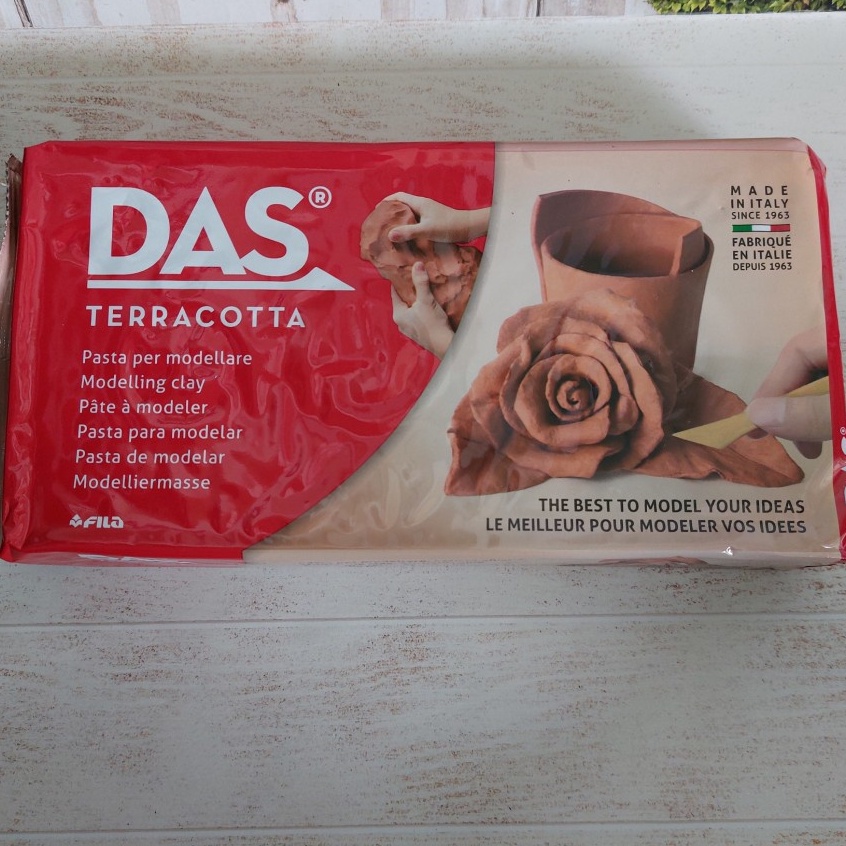 DAS®
TERRACOTTA
Pasta per modellare
Modelling clay
Pâte à modeler
Pasta para modelar
Pasta de modelar
Modelliermasse
FILA
MADE
IN ITALY
SINCE 1963
FABRIQUÉ
EN ITALIE
DEPUIS 1963
THE BEST TO MODEL YOUR IDEAS
LE MEILLEUR POUR MODELER VOS IDEES